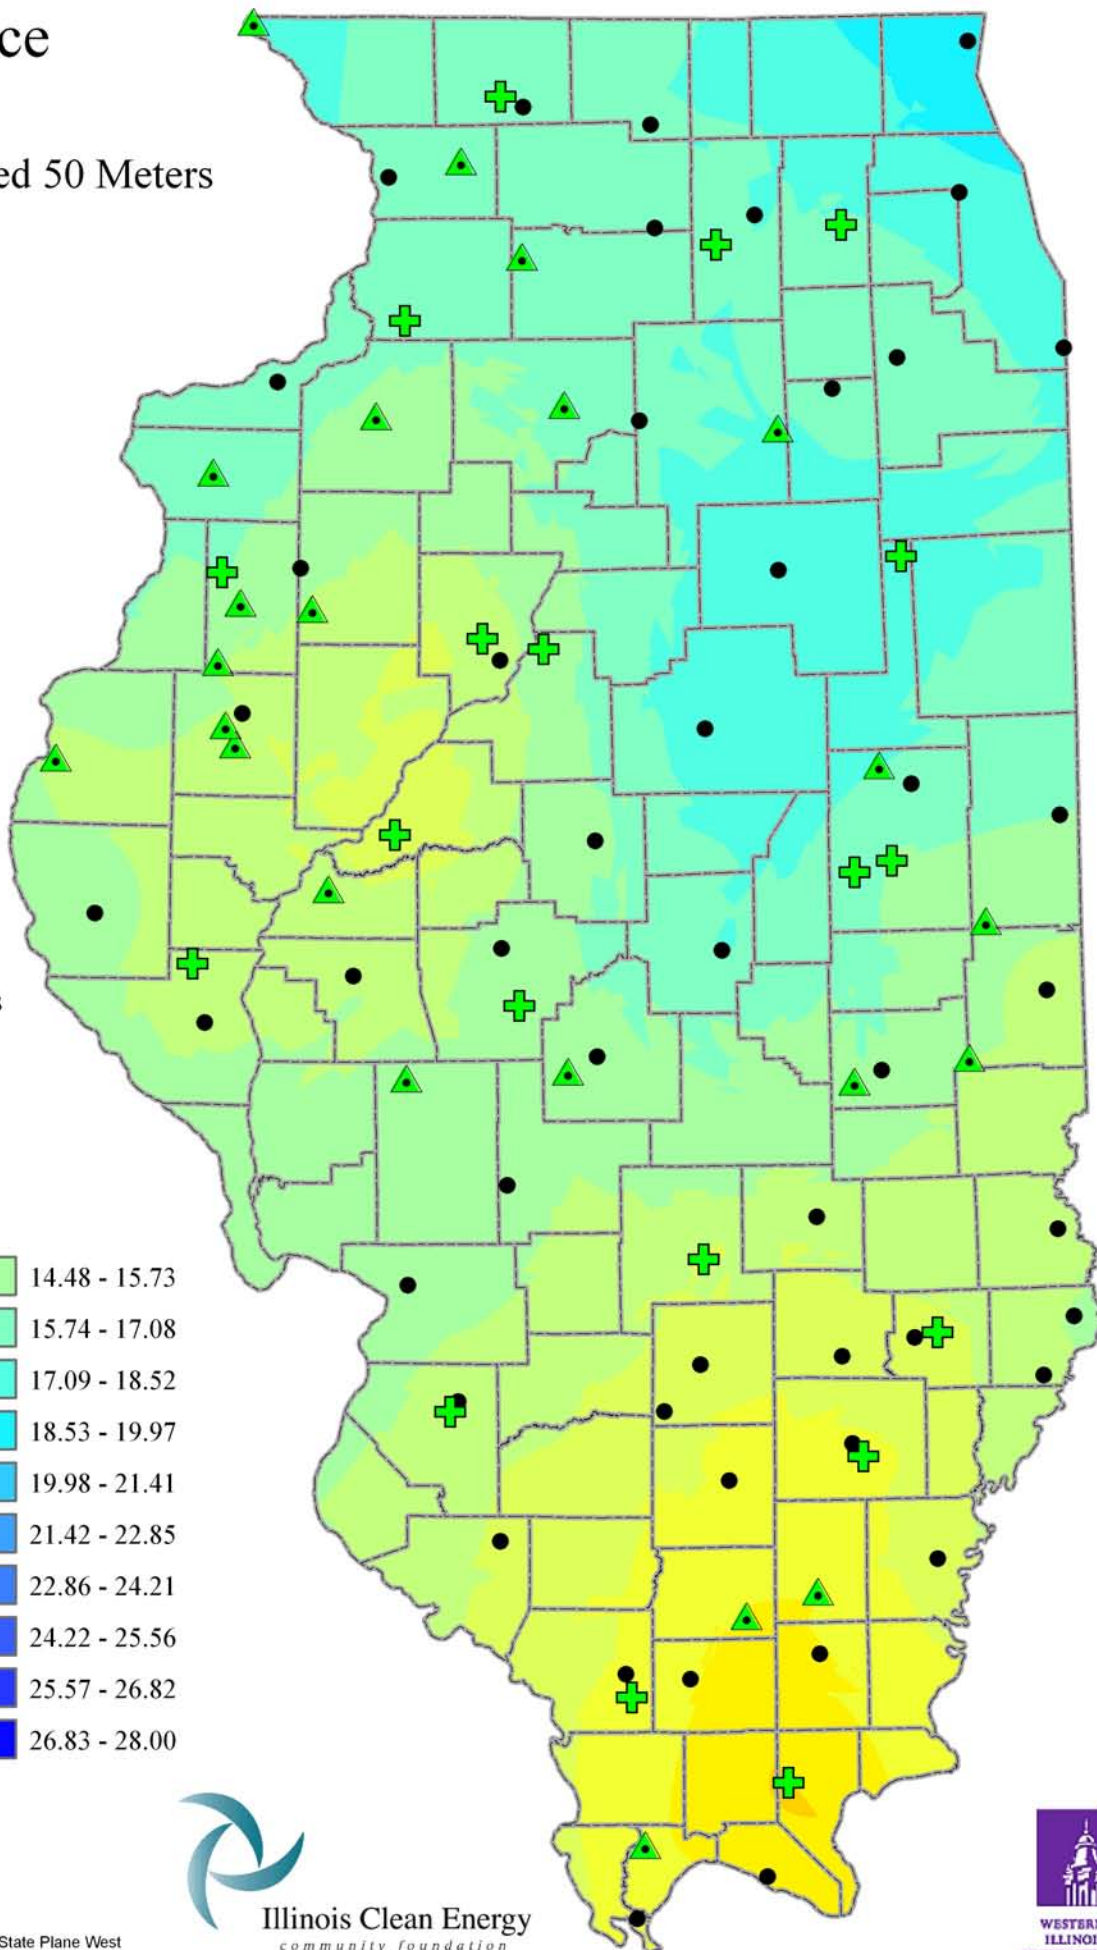 ce
ed 50 Meters
s
14.48 - 15.73
15.74 - 17.08
17.09 - 18.52
18.53 - 19.97
19.98 - 21.41
21.42 - 22.85
22.86 - 24.21
24.22 - 25.56
25.57 - 26.82
26.83 - 28.00
Illinois Clean Energy
community foundation
State Plane West
WESTER
ILLINOI